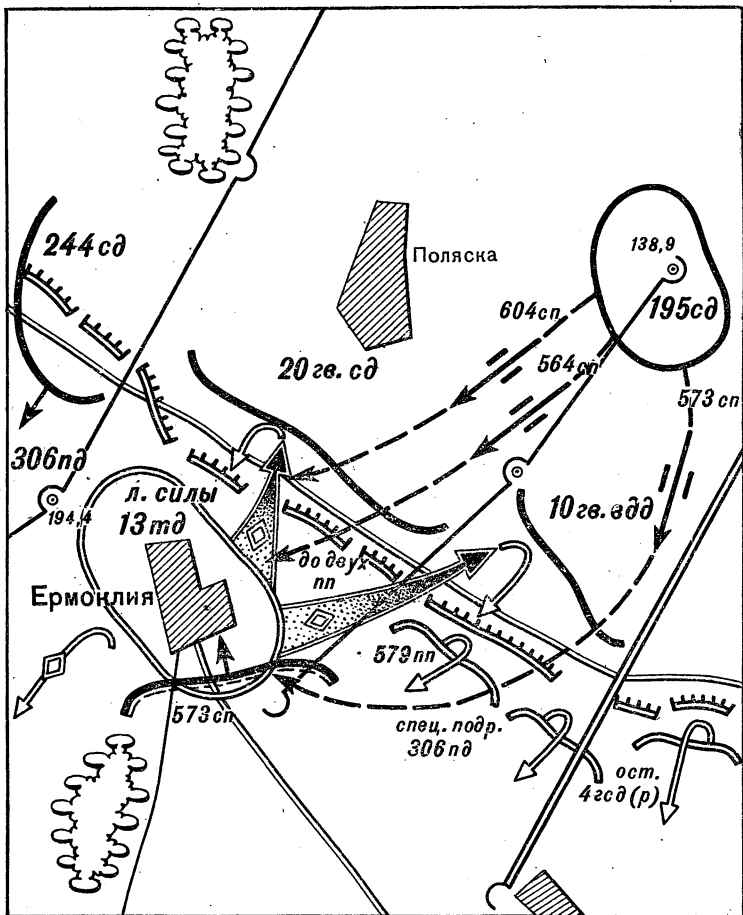 244сд
138,9
Поляска
195сд
604сп
20гв.сд
564сп
573сп
306пд
194,4
л. силы
13тд
10гв.вдд
до двух
пп
Ермоклия
579пп
573сп
спец. подр.
306пд
ост.
4гсд(р)